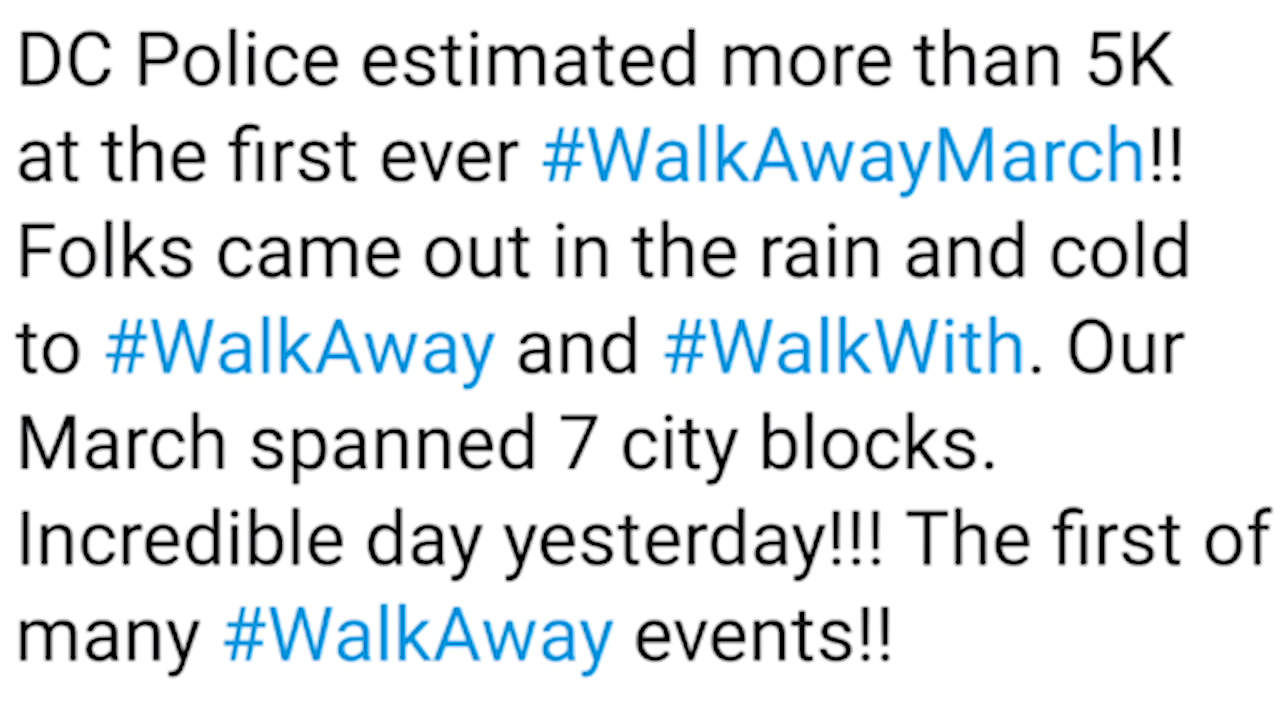 DC Police estimated more than 5K
at the first ever #WalkAwayMarch!!
Folks came out in the rain and cold
to #WalkAway and #WalkWith. Our
March spanned 7 city blocks.
Incredible day yesterday!!! The first of
many #WalkAway events!!